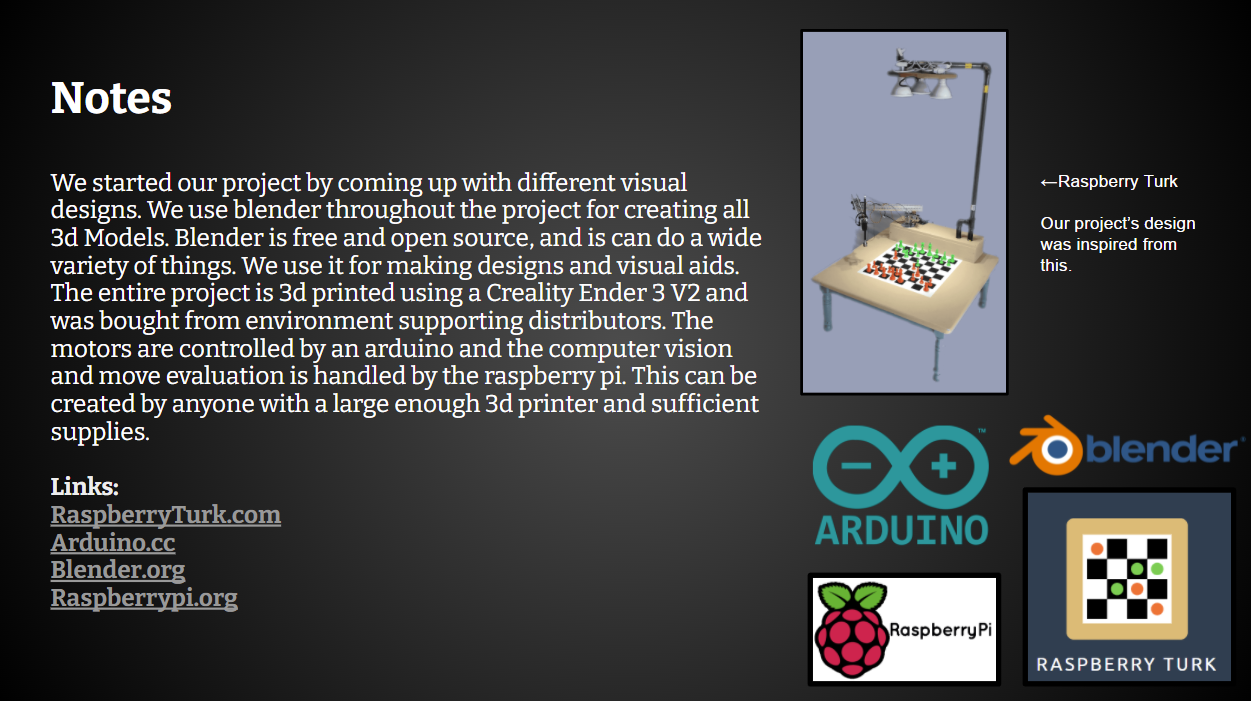 Notes
We started our project by coming up with different visual
designs. We use blender throughout the project for creating all
3d Models. Blender is free and open source, and is can do a wide
variety of things. We use it for making designs and visual aids.
The entire project is 3d printed using a Creality Ender 3 V2 and
was bought from environment supporting distributors. The
motors are controlled by an arduino and the computer vision
and move evaluation is handled by the raspberry pi. This can be
created by anyone with a large enough 3d printer and sufficient
supplies.
Links:
RaspberryTurk.com
Arduino.cc
Blender.org
Raspberrypi.org
←Raspberry Turk
Our project's design
was inspired from
this.
ARDUINO
TM
blender
RaspberryPi
RASPBERRY TURK